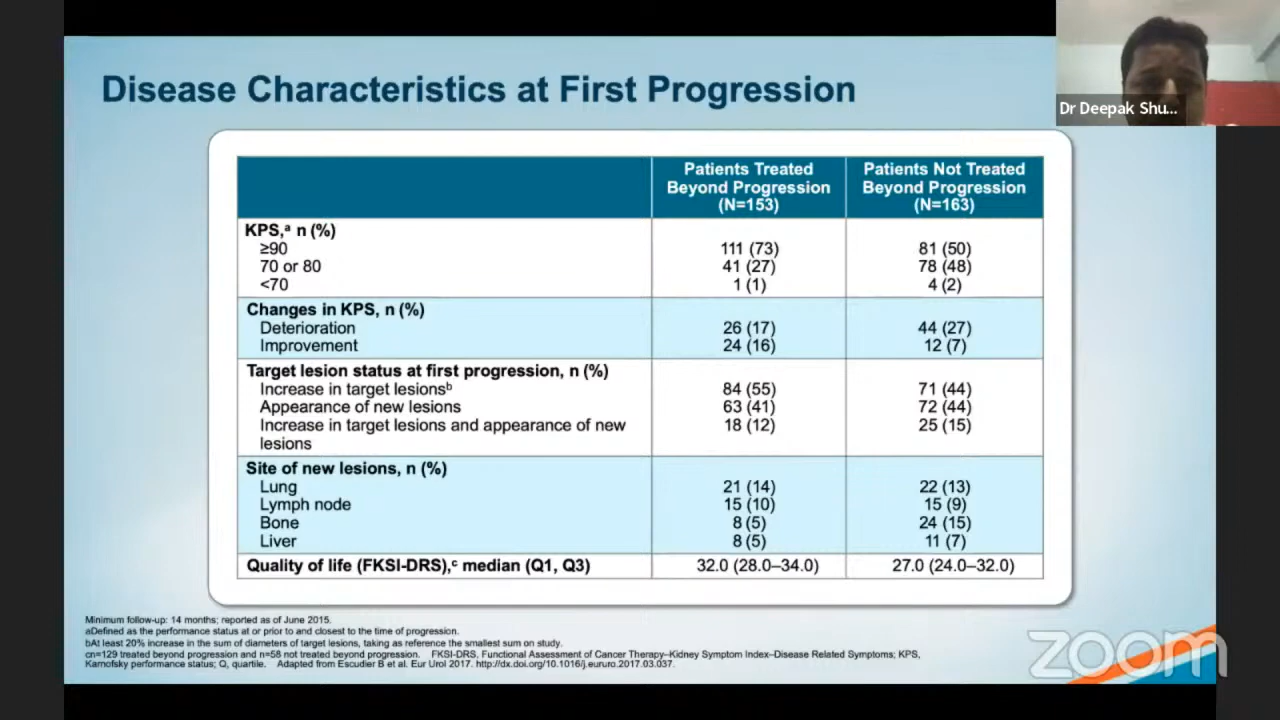 Disease Characteristics at First Progression
Dr Deepak Shu...
Patients Treated
Beyond Progression
(N=153)
Patients Not Treated
Beyond Progression
(N=163)
KPS,ᵃ n (%)
≥90 111 (73) 81 (50)
70 or 80 41 (27) 78 (48)
<70 1 (1) 4 (2)
Changes in KPS, n (%)
Deterioration 26 (17) 44 (27)
Improvement 24 (16) 12 (7)
Target lesion status at first progression, n (%)
Increase in target lesionsᵇ 84 (55) 71 (44)
Appearance of new lesions 63 (41) 72 (44)
Increase in target lesions and appearance of new 18 (12) 25 (15)
lesions
Site of new lesions, n (%)
Lung 21 (14) 22 (13)
Lymph node 15 (10) 15 (9)
Bone 8 (5) 24 (15)
Liver 8 (5) 11 (7)
Quality of life (FKSI-DRS),ᶜ median (Q1, Q3) 32.0 (28.0–34.0) 27.0 (24.0–32.0)
Minimum follow-up: 14 months; reported as of June 2015.
aDefined as the performance status at or prior to and closest to the time of progression.
bAt least 20% increase in the sum of diameters of target lesions, taking as reference the smallest sum on study.
cn=129 treated beyond progression and n=58 not treated beyond progression. FKSI-DRS, Functional Assessment of Cancer Therapy–Kidney Symptom Index–Disease Related Symptoms; KPS,
Karnofsky performance status; Q, quartile. Adapted from Escudier B et al. Eur Urol 2017. http://dx.doi.org/10.1016/j.eururo.2017.03.037.
zoom